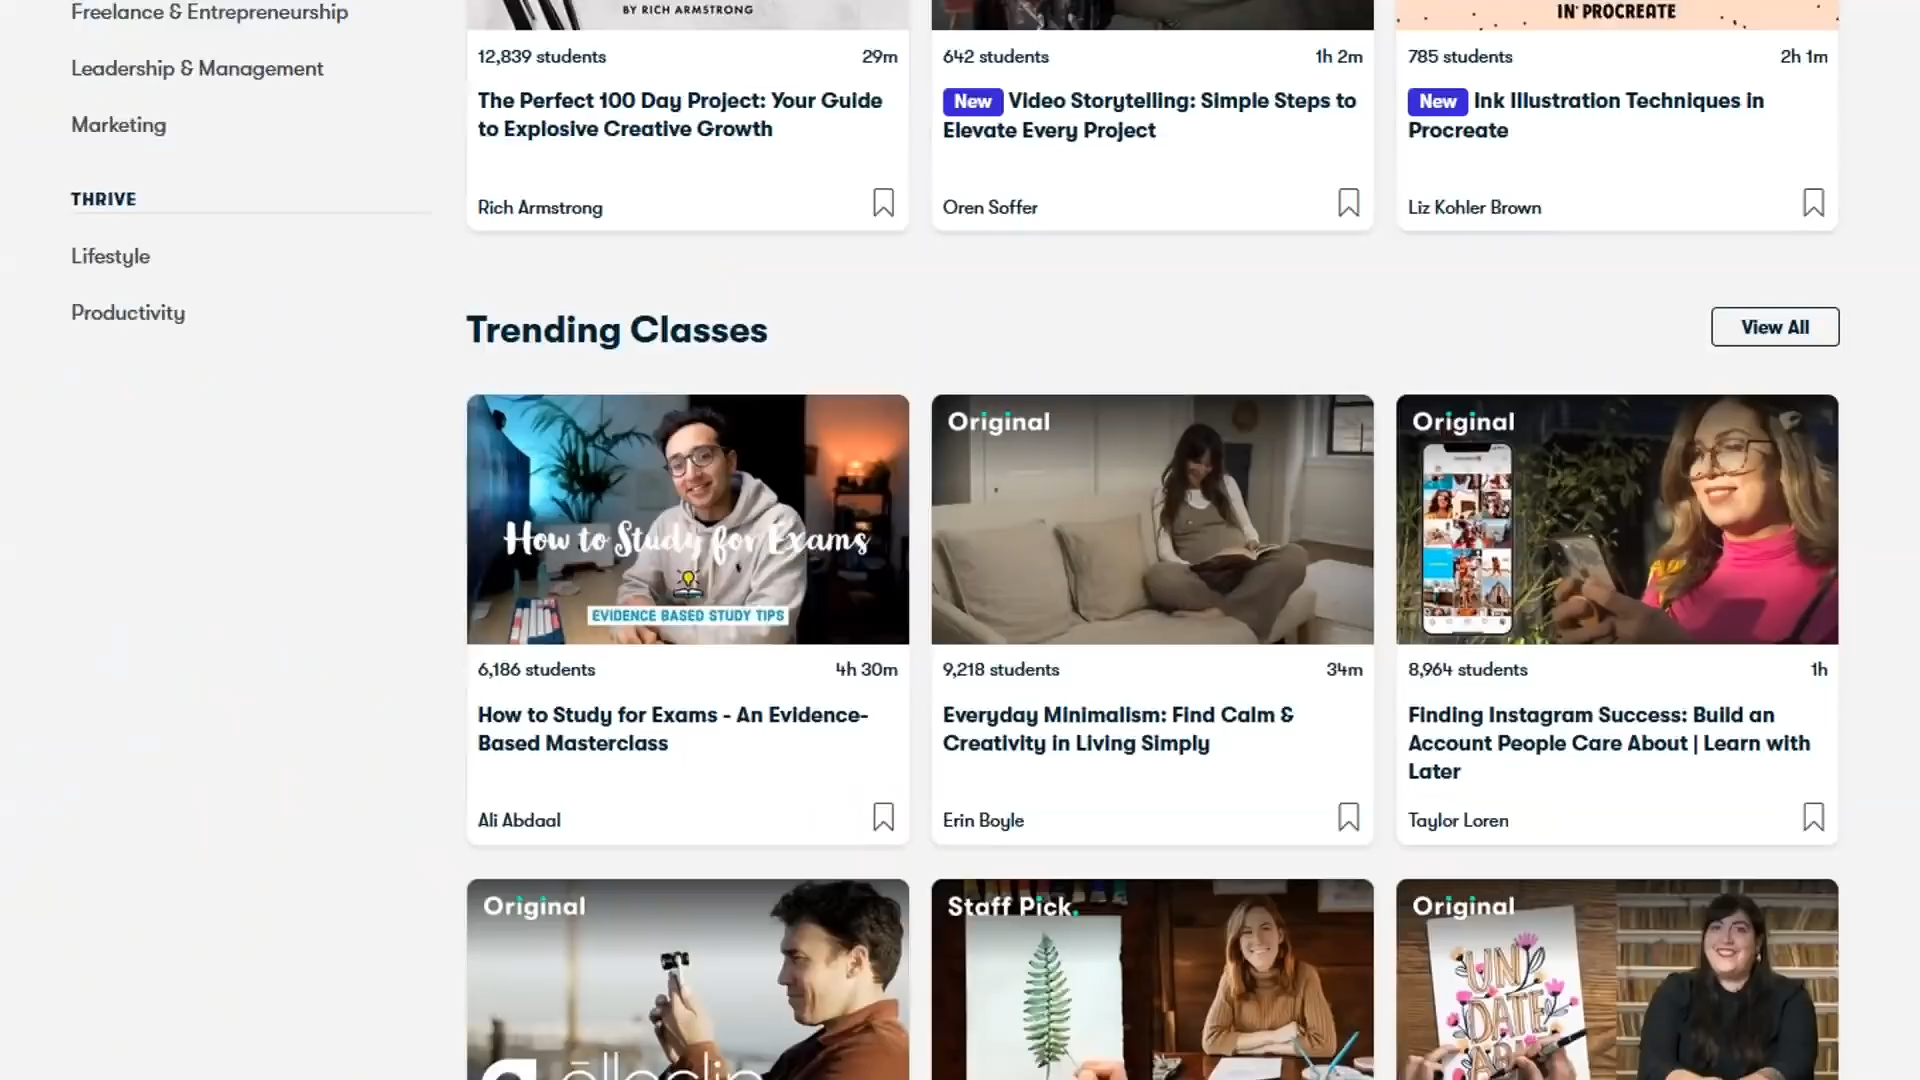 Freelance & Entrepreneurship
Leadership & Management
Marketing
THRIVE
Lifestyle
Productivity
BY RICH ARMSTRONG
12,839 students
29m
The Perfect 100 Day Project: Your Guide
to Explosive Creative Growth
Rich Armstrong
642 students
1h 2m
New Video Storytelling: Simple Steps to
Elevate Every Project
Oren Soffer
IN PROCREATE
785 students
2h 1m
New Ink Illustration Techniques in
Procreate
Liz Kohler Brown
Trending Classes
View All
How to Study for Exams
EVIDENCE BASED STUDY TIPS
6,186 students
4h 30m
How to Study for Exams - An Evidence-
Based Masterclass
Ali Abdaal
Original
9,218 students
34m
Everyday Minimalism: Find Calm &
Creativity in Living Simply
Erin Boyle
Original
8,964 students
1h
Finding Instagram Success: Build an
Account People Care About | Learn with
Later
Taylor Loren
Original
Staff Pick.
Original
UN
DATE